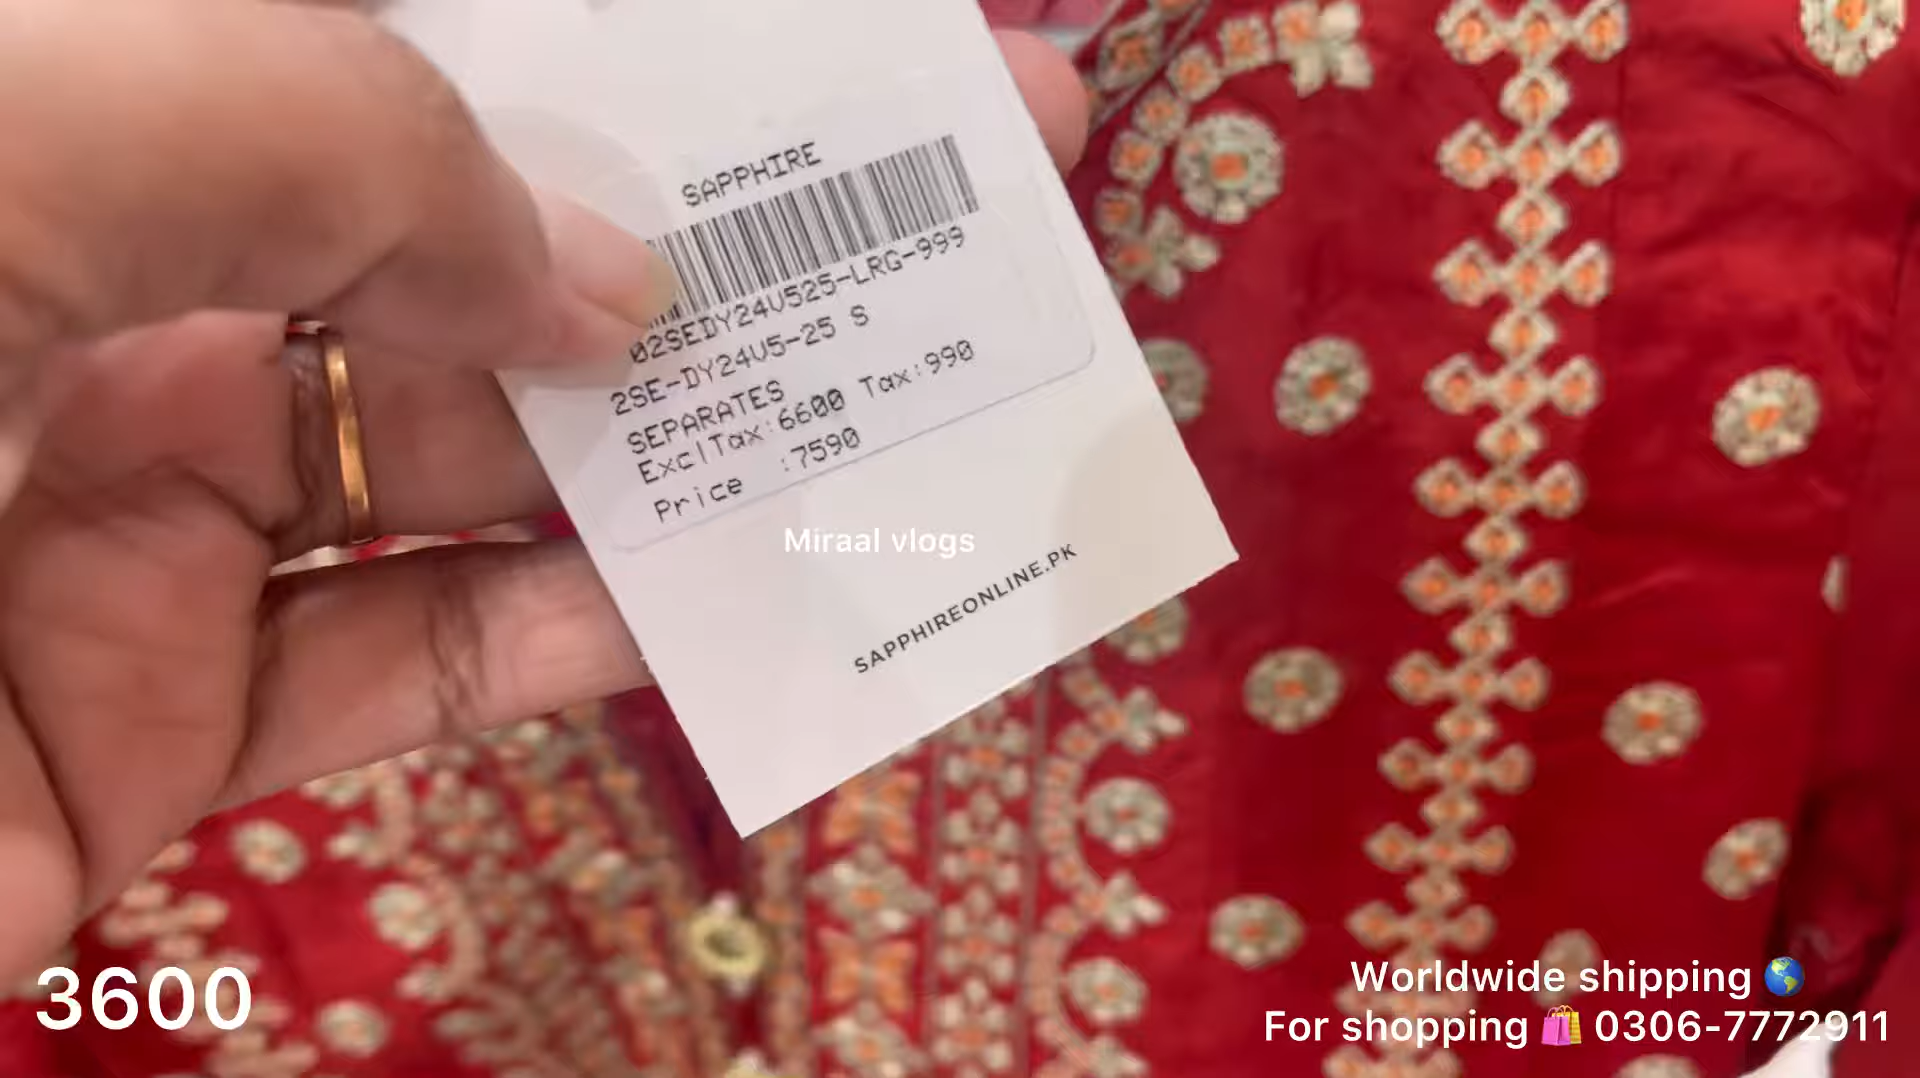 SAPPHIRE
02SEDY24V525-LRG-999
2SE-DY24V5-25 S
SEPARATES
Excl Tax:6600 Tax:990
Price :7590
SAPPHIREONLINE.PK
Miraal vlogs
3600
Worldwide shipping 🌎
For shopping 🛍️ 0306-7772911